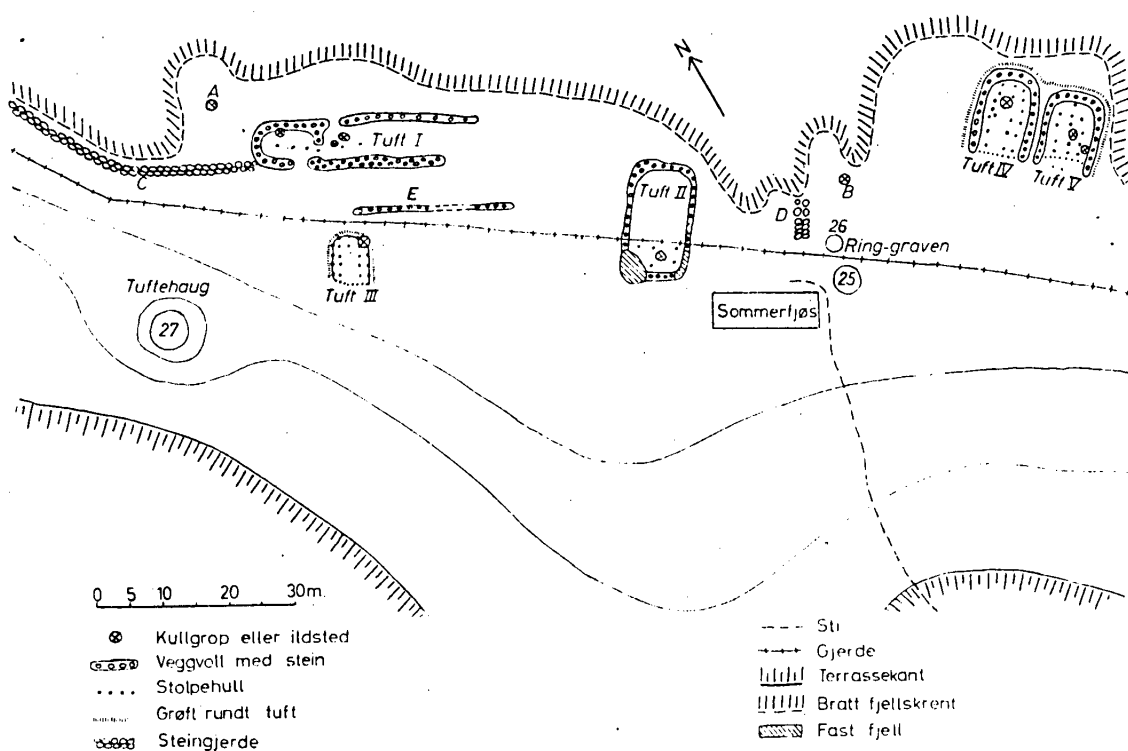 N
A
Tuft I
C
E
Tuft II
D
B
Tuft IV
Tuft V
26
Ring-graven
25
Tuft III
Tuftehaug
27
Sommerfjøs
0 5 10 20 30 m.
Kullgrop eller ildsted
Veggvoll med stein
Stolpehull
Grøft rundt tuft
Steingjerde
Sti
Gjerde
Terrassekant
Bratt fjellskrent
Fast fjell